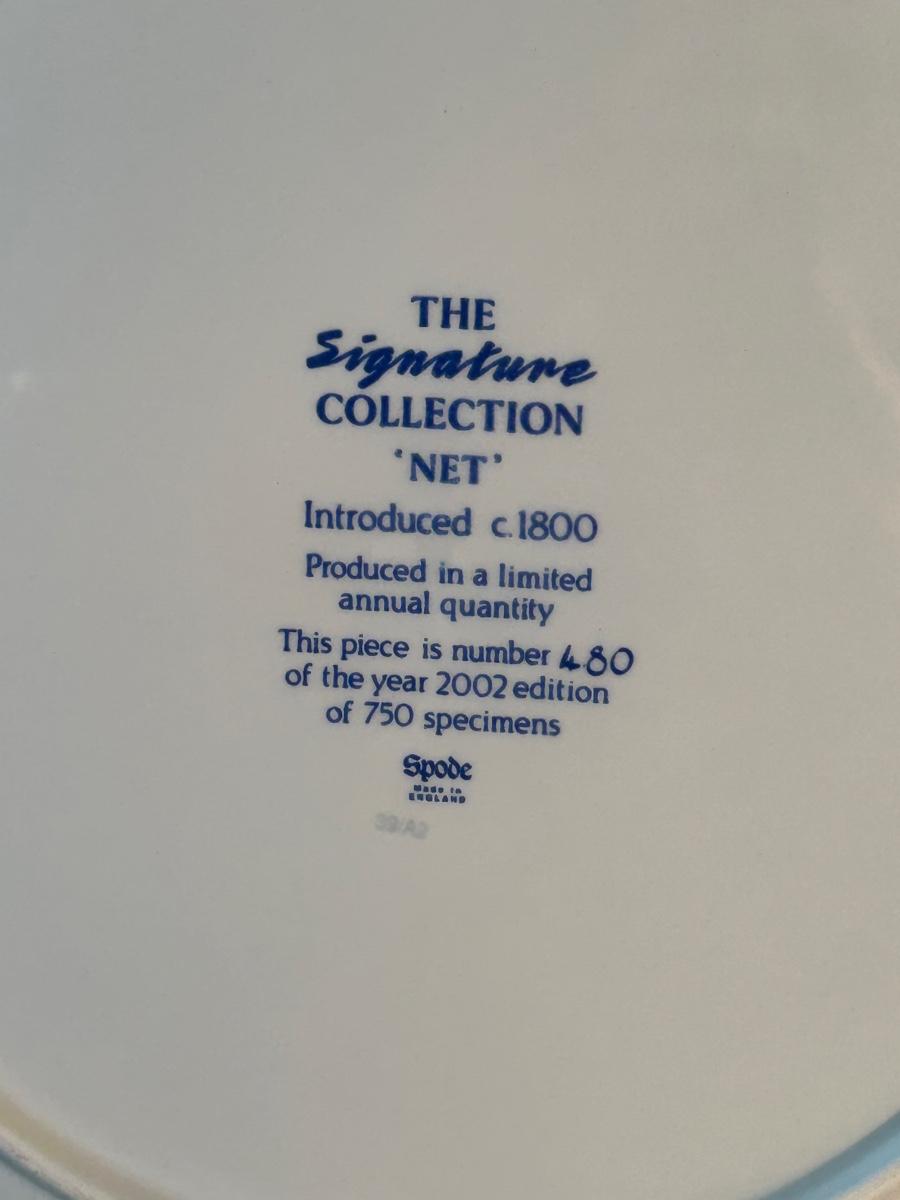 THE
Signature
COLLECTION
‘NET’
Introduced c.1800
Produced in a limited
annual quantity
This piece is number 480
of the year 2002 edition
of 750 specimens
Spode
Made in
ENGLAND